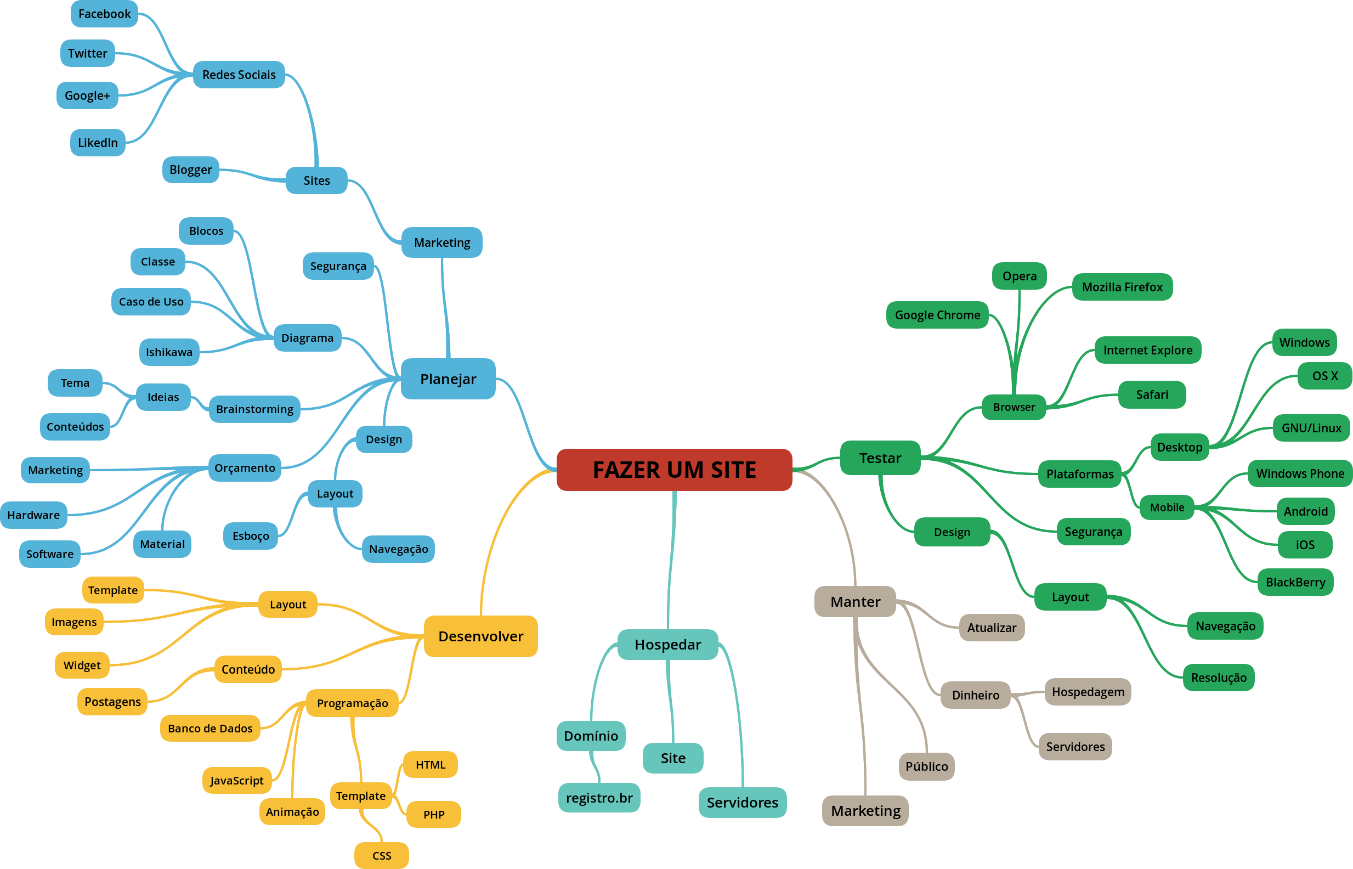 FAZER UM SITE
Planejar
Marketing
Sites
Redes Sociais
Facebook
Twitter
Google+
LikedIn
Blogger
Segurança
Diagrama
Blocos
Classe
Caso de Uso
Ishikawa
Brainstorming
Ideias
Tema
Conteúdos
Orçamento
Marketing
Hardware
Software
Material
Design
Layout
Esboço
Navegação
Desenvolver
Layout
Template
Imagens
Widget
Conteúdo
Postagens
Programação
Banco de Dados
JavaScript
Animação
Template
HTML
PHP
CSS
Hospedar
Domínio
registro.br
Site
Servidores
Manter
Atualizar
Dinheiro
Hospedagem
Servidores
Público
Marketing
Testar
Browser
Google Chrome
Opera
Mozilla Firefox
Internet Explore
Safari
Plataformas
Desktop
Windows
OS X
GNU/Linux
Mobile
Windows Phone
Android
iOS
BlackBerry
Segurança
Design
Layout
Navegação
Resolução